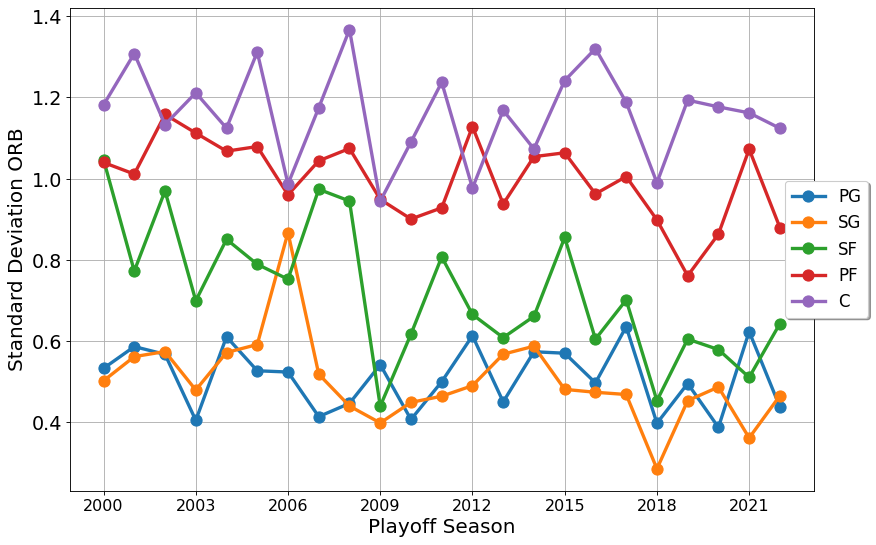 1.4
1.2
1.0
0.8
0.6
0.4
Standard Deviation ORB
2000 2003 2006 2009 2012 2015 2018 2021
Playoff Season
PG
SG
SF
PF
C